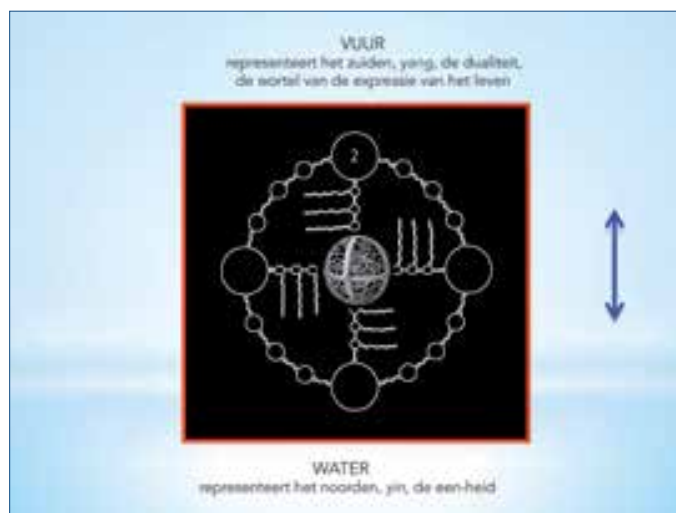 VUUR
representeert het zuiden, yang, de dualiteit,
de wortel van de expressie van het leven
2
WATER
representeert het noorden, yin, de een-heid